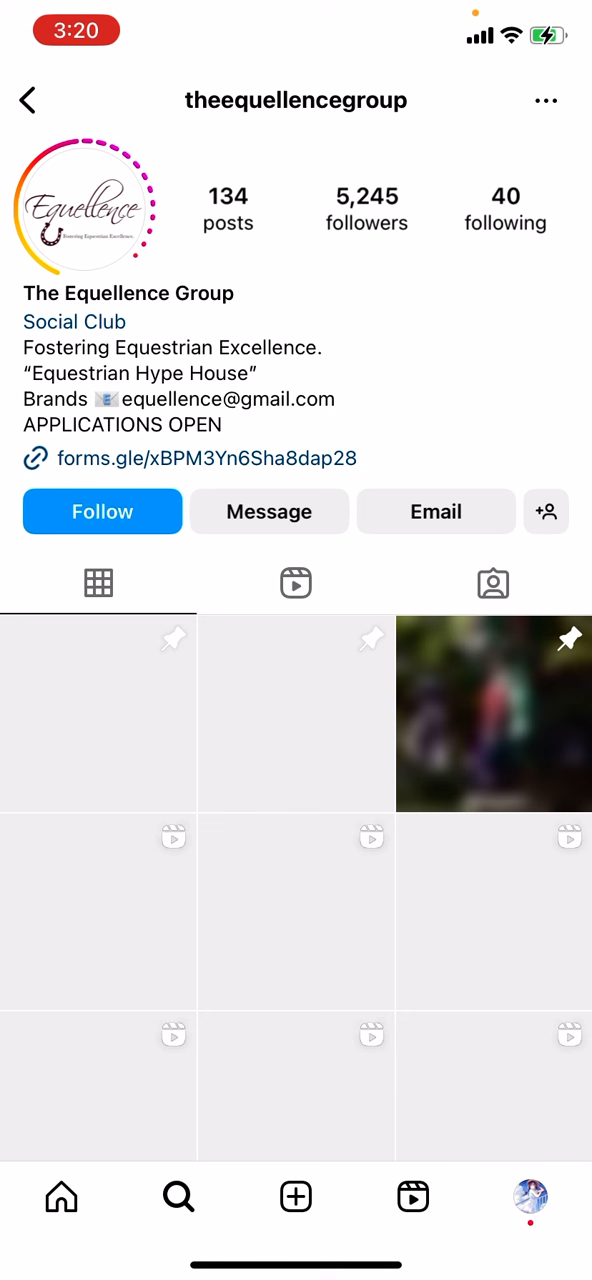 3:20
theequellencegroup
Equellence
Fostering Equestrian Excellence.
134
posts
5,245
followers
40
following
The Equellence Group
Social Club
Fostering Equestrian Excellence.
“Equestrian Hype House”
Brands 📧equellence@gmail.com
APPLICATIONS OPEN
forms.gle/xBPM3Yn6Sha8dap28
Follow
Message
Email